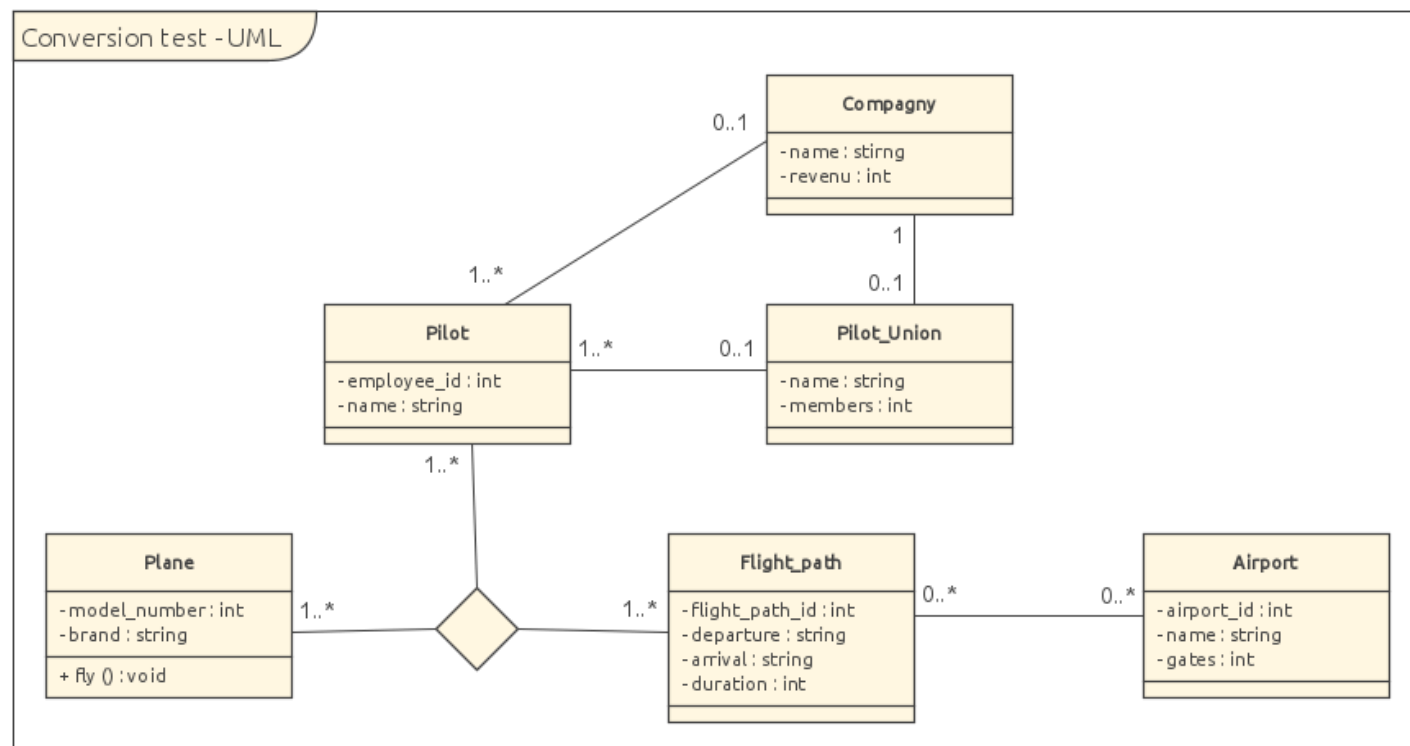 Conversion test - UML
Compagny
0..1
- name : stirng
- revenu : int
1
1..*
0..1
Pilot
Pilot_Union
1..*
0..1
- employee_id : int
- name : string
- name : string
- members : int
1..*
Plane
Flight_path
Airport
- model_number : int
- brand : string
+ fly () : void
1..*
1..*
- flight_path_id : int
- departure : string
- arrival : string
- duration : int
0..*
0..*
- airport_id : int
- name : string
- gates : int